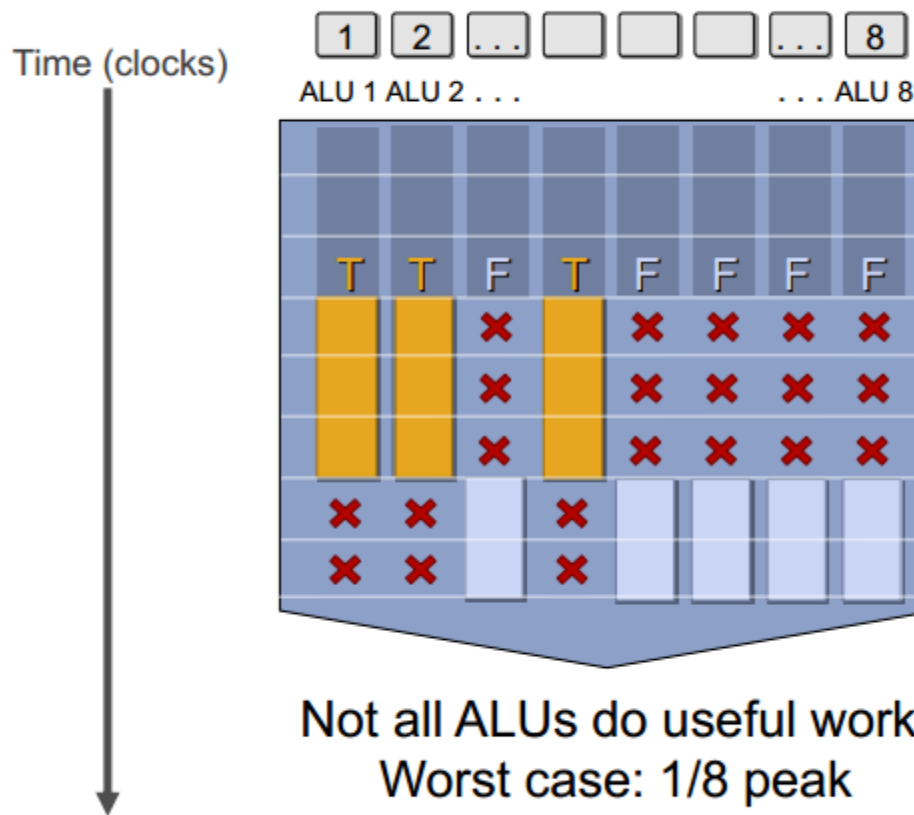 1 2 ... ... 8
Time (clocks)
ALU 1 ALU 2 . . . . . . ALU 8
T T F T F F F F
Not all ALUs do useful work
Worst case: 1/8 peak